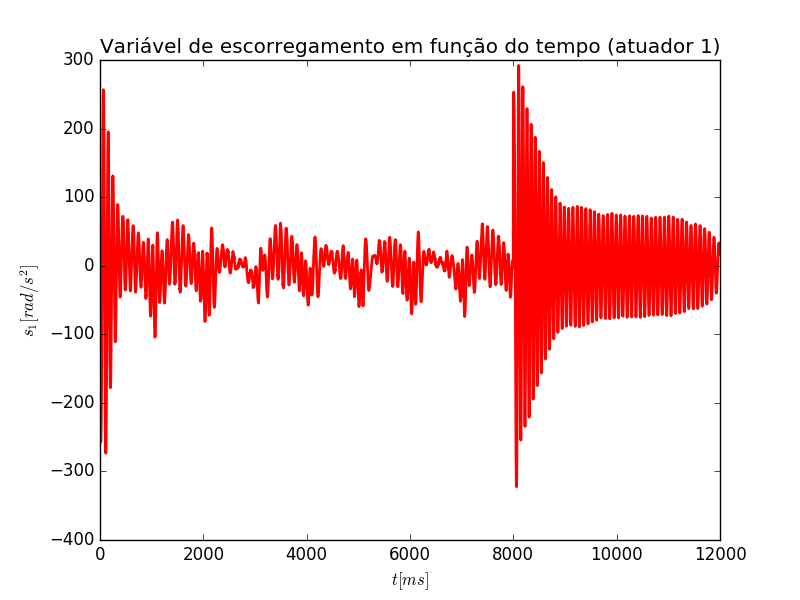 Variável de escorregamento em função do tempo (atuador 1)
300
200
100
0
−100
−200
−300
−400
s₁[rad/s²]
0 2000 4000 6000 8000 10000 12000
t[ms]